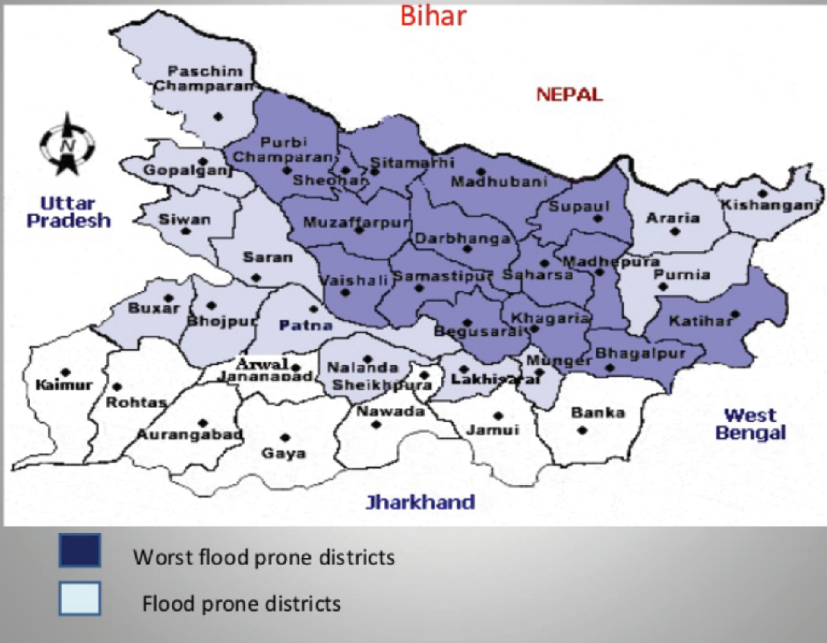 Bihar
Paschim
Champaran
NEPAL
N
Purbi
Champaran
Sheohar
Sitamarhi
Gopalganj
Madhubani
Uttar
Pradesh
Siwan
Muzaffarpur
Supaul
Araria
Kishanganj
Darbhanga
Saran
Vaishali
Samastipur
Saharsa
Madhepura
Purnia
Buxar
Bhojpur
Patna
Begusarai
Khagaria
Katihar
Kaimur
Rohtas
Arwal
Jananabad
Nalanda
Sheikhpura
Lakhisarai
Munger
Bhagalpur
Aurangabad
Gaya
Nawada
Jamui
Banka
West
Bengal
Jharkhand
Worst flood prone districts
Flood prone districts